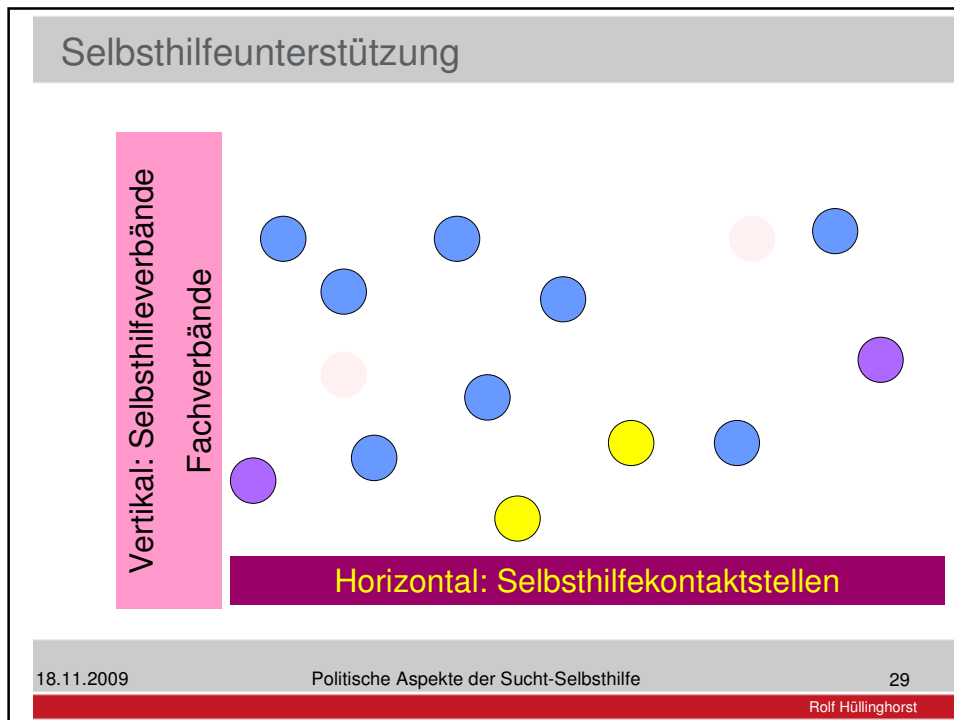 Selbsthilfeunterstützung
Vertikal: Selbsthilfeverbände
Fachverbände
Horizontal: Selbsthilfekontaktstellen
18.11.2009 Politische Aspekte der Sucht-Selbsthilfe 29
Rolf Hüllinghorst